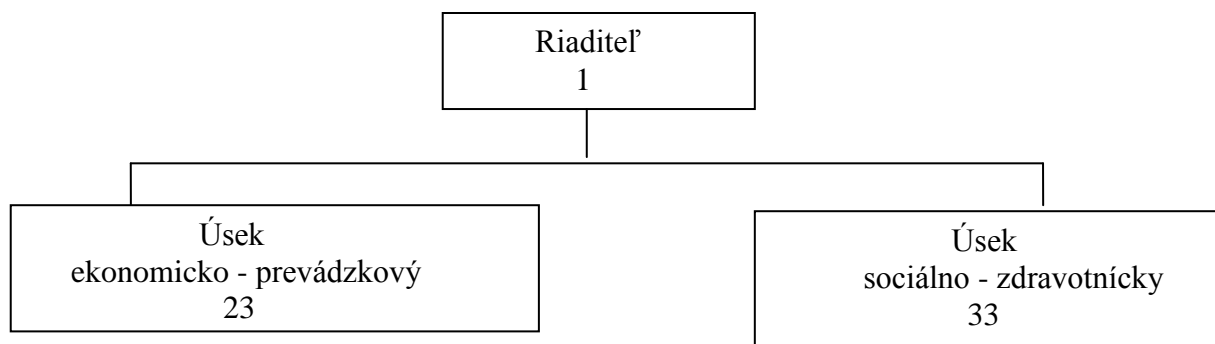 Riaditeľ
1
Úsek
ekonomicko - prevádzkový
23
Úsek
sociálno - zdravotnícky
33